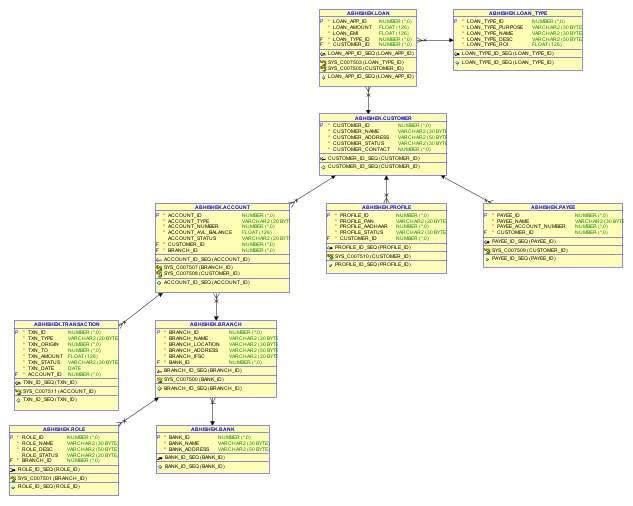 ABHISHEK.LOAN
P * LOAN_APP_ID NUMBER (*,0)
* LOAN_AMOUNT FLOAT (126)
* LOAN_EMI FLOAT (126)
F * LOAN_TYPE_ID NUMBER (*,0)
F * CUSTOMER_ID NUMBER (*,0)
LOAN_APP_ID_SEQ (LOAN_APP_ID)
SYS_C007503 (LOAN_TYPE_ID)
SYS_C007505 (CUSTOMER_ID)
LOAN_APP_ID_SEQ (LOAN_APP_ID)
ABHISHEK.LOAN_TYPE
P * LOAN_TYPE_ID NUMBER (*,0)
* LOAN_TYPE_PURPOSE VARCHAR2 (30 BYTE
* LOAN_TYPE_NAME VARCHAR2 (30 BYTE
* LOAN_TYPE_DESC VARCHAR2 (50 BYTE
* LOAN_TYPE_ROI FLOAT (126)
LOAN_TYPE_ID_SEQ (LOAN_TYPE_ID)
LOAN_TYPE_ID_SEQ (LOAN_TYPE_ID)
ABHISHEK.CUSTOMER
P * CUSTOMER_ID NUMBER (*,0)
* CUSTOMER_NAME VARCHAR2 (30 BYT
* CUSTOMER_ADDRESS VARCHAR2 (50 BYT
* CUSTOMER_STATUS VARCHAR2 (30 BYT
* CUSTOMER_CONTACT NUMBER (*,0)
CUSTOMER_ID_SEQ (CUSTOMER_ID)
CUSTOMER_ID_SEQ (CUSTOMER_ID)
ABHISHEK.ACCOUNT
P * ACCOUNT_ID NUMBER (*,0)
* ACCOUNT_TYPE VARCHAR2 (20 BYT
* ACCOUNT_NUMBER NUMBER (*,0)
* ACCOUNT_AVL_BALANCE FLOAT (126)
ACCOUNT_STATUS VARCHAR2 (20 BYT
F * CUSTOMER_ID NUMBER (*,0)
F * BRANCH_ID NUMBER (*,0)
ACCOUNT_ID_SEQ (ACCOUNT_ID)
SYS_C007507 (BRANCH_ID)
SYS_C007508 (CUSTOMER_ID)
ACCOUNT_ID_SEQ (ACCOUNT_ID)
ABHISHEK.PROFILE
P * PROFILE_ID NUMBER (*,0)
* PROFILE_PAN VARCHAR2 (20 BYT
* PROFILE_AADHAAR NUMBER (*,0)
* PROFILE_STATUS VARCHAR2 (30 BYT
F * CUSTOMER_ID NUMBER (*,0)
PROFILE_ID_SEQ (PROFILE_ID)
SYS_C007510 (CUSTOMER_ID)
PROFILE_ID_SEQ (PROFILE_ID)
ABHISHEK.PAYEE
P * PAYEE_ID NUMBER (*,0)
* PAYEE_NAME VARCHAR2 (30 BYTE
* PAYEE_ACCOUNT_NUMBER NUMBER (*,0)
F * CUSTOMER_ID NUMBER (*,0)
PAYEE_ID_SEQ (PAYEE_ID)
SYS_C007509 (CUSTOMER_ID)
PAYEE_ID_SEQ (PAYEE_ID)
ABHISHEK.TRANSACTION
P * TXN_ID NUMBER (*,0)
* TXN_TYPE VARCHAR2 (20 BYTE
* TXN_ORIGIN NUMBER (*,0)
* TXN_TO NUMBER (*,0)
* TXN_AMOUNT FLOAT (126)
* TXN_STATUS VARCHAR2 (30 BYTE
* TXN_DATE DATE
F * ACCOUNT_ID NUMBER (*,0)
TXN_ID_SEQ (TXN_ID)
SYS_C007511 (ACCOUNT_ID)
TXN_ID_SEQ (TXN_ID)
ABHISHEK.BRANCH
P * BRANCH_ID NUMBER (*,0)
* BRANCH_NAME VARCHAR2 (30 BYTE
* BRANCH_LOCATION VARCHAR2 (30 BYTE
* BRANCH_ADDRESS VARCHAR2 (50 BYTE
* BRANCH_IFSC VARCHAR2 (20 BYTE
F * BANK_ID NUMBER (*,0)
BRANCH_ID_SEQ (BRANCH_ID)
SYS_C007500 (BANK_ID)
BRANCH_ID_SEQ (BRANCH_ID)
ABHISHEK.ROLE
P * ROLE_ID NUMBER (*,0)
* ROLE_NAME VARCHAR2 (30 BYTE)
* ROLE_DESC VARCHAR2 (50 BYTE)
ROLE_STATUS VARCHAR2 (20 BYTE)
F * BRANCH_ID NUMBER (*,0)
ROLE_ID_SEQ (ROLE_ID)
SYS_C007501 (BRANCH_ID)
ROLE_ID_SEQ (ROLE_ID)
ABHISHEK.BANK
P * BANK_ID NUMBER (*,0)
* BANK_NAME VARCHAR2 (30 BYTE)
* BANK_ADDRESS VARCHAR2 (50 BYTE)
BANK_ID_SEQ (BANK_ID)
BANK_ID_SEQ (BANK_ID)